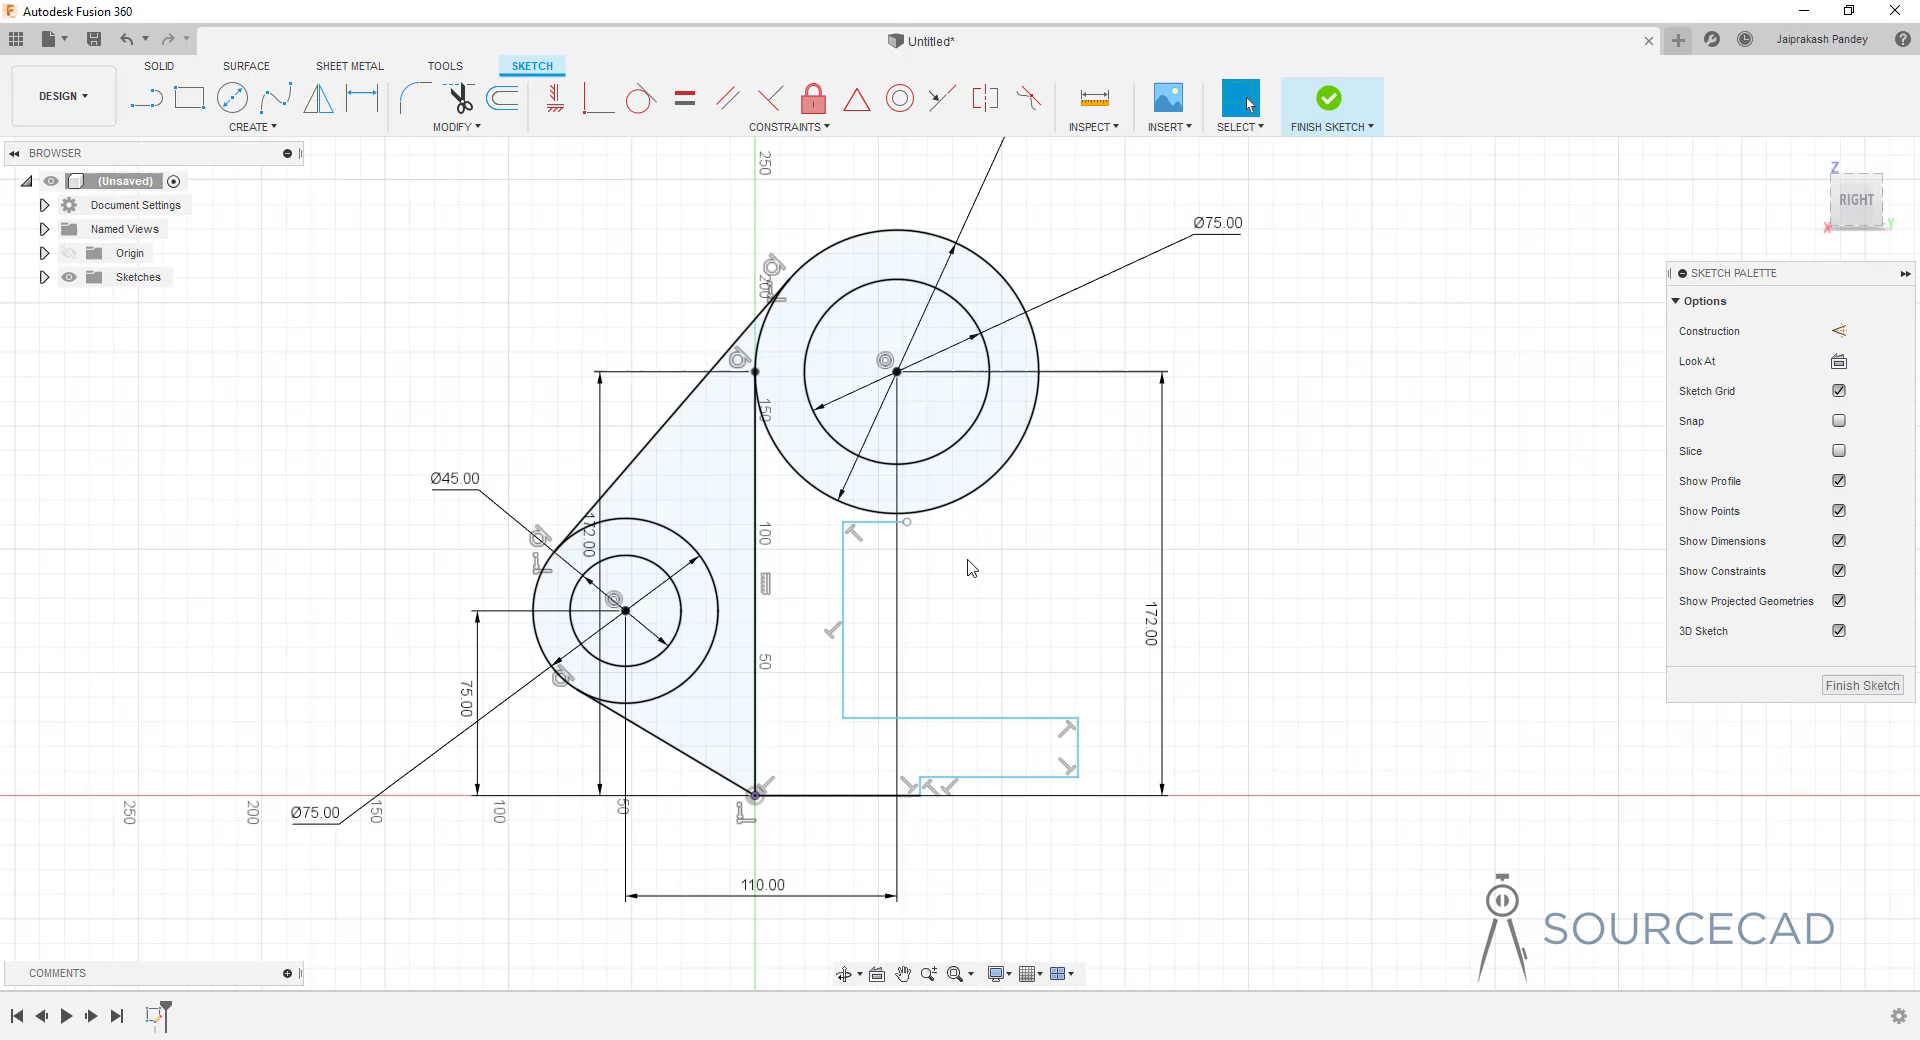 Autodesk Fusion 360
Untitled*
Jaiprakash Pandey
SOLID
SURFACE
SHEET METAL
TOOLS
SKETCH
DESIGN
CREATE
MODIFY
CONSTRAINTS
INSPECT
INSERT
SELECT
FINISH SKETCH
BROWSER
(Unsaved)
Document Settings
Named Views
Origin
Sketches
Z
RIGHT
X
Y
250
200
150
100
50
Ø75.00
Ø45.00
172.00
172.00
75.00
Ø75.00
110.00
250
200
150
100
50
SKETCH PALETTE
Options
Construction
Look At
Sketch Grid
Snap
Slice
Show Profile
Show Points
Show Dimensions
Show Constraints
Show Projected Geometries
3D Sketch
Finish Sketch
SOURCECAD
COMMENTS